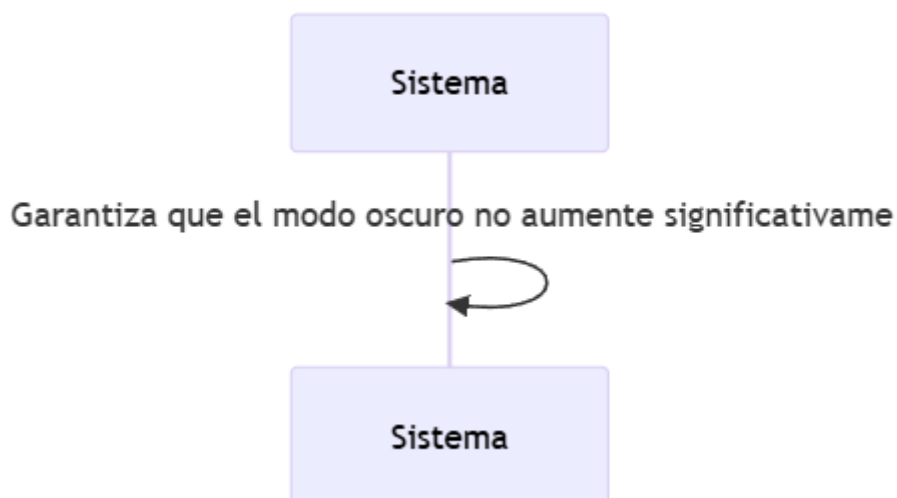 Sistema
Garantiza que el modo oscuro no aumente significativame
Sistema